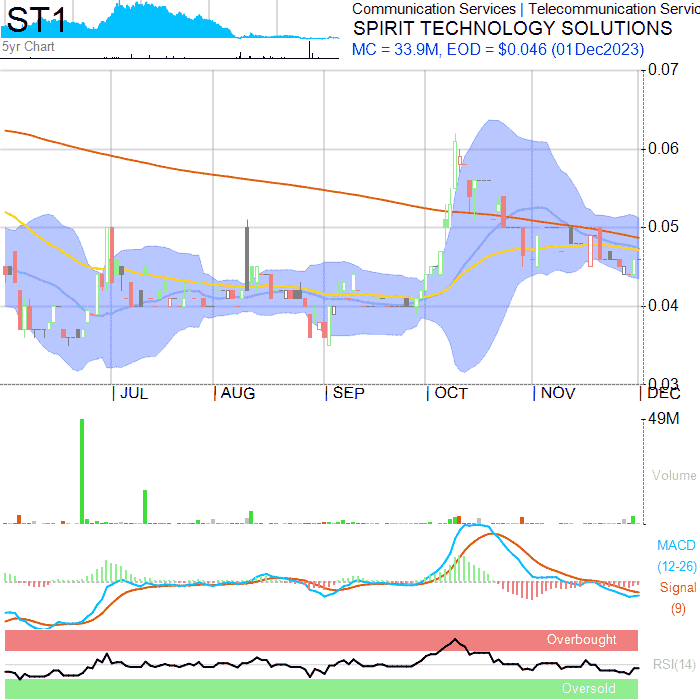 ST1
5yr Chart
Communication Services | Telecommunication Servic
SPIRIT TECHNOLOGY SOLUTIONS
MC = 33.9M, EOD = $0.046 (01Dec2023)
0.07
0.06
0.05
0.04
0.03
JUL
AUG
SEP
OCT
NOV
DEC
49M
Volume
MACD
(12-26)
Signal
(9)
Overbought
RSI(14)
Oversold